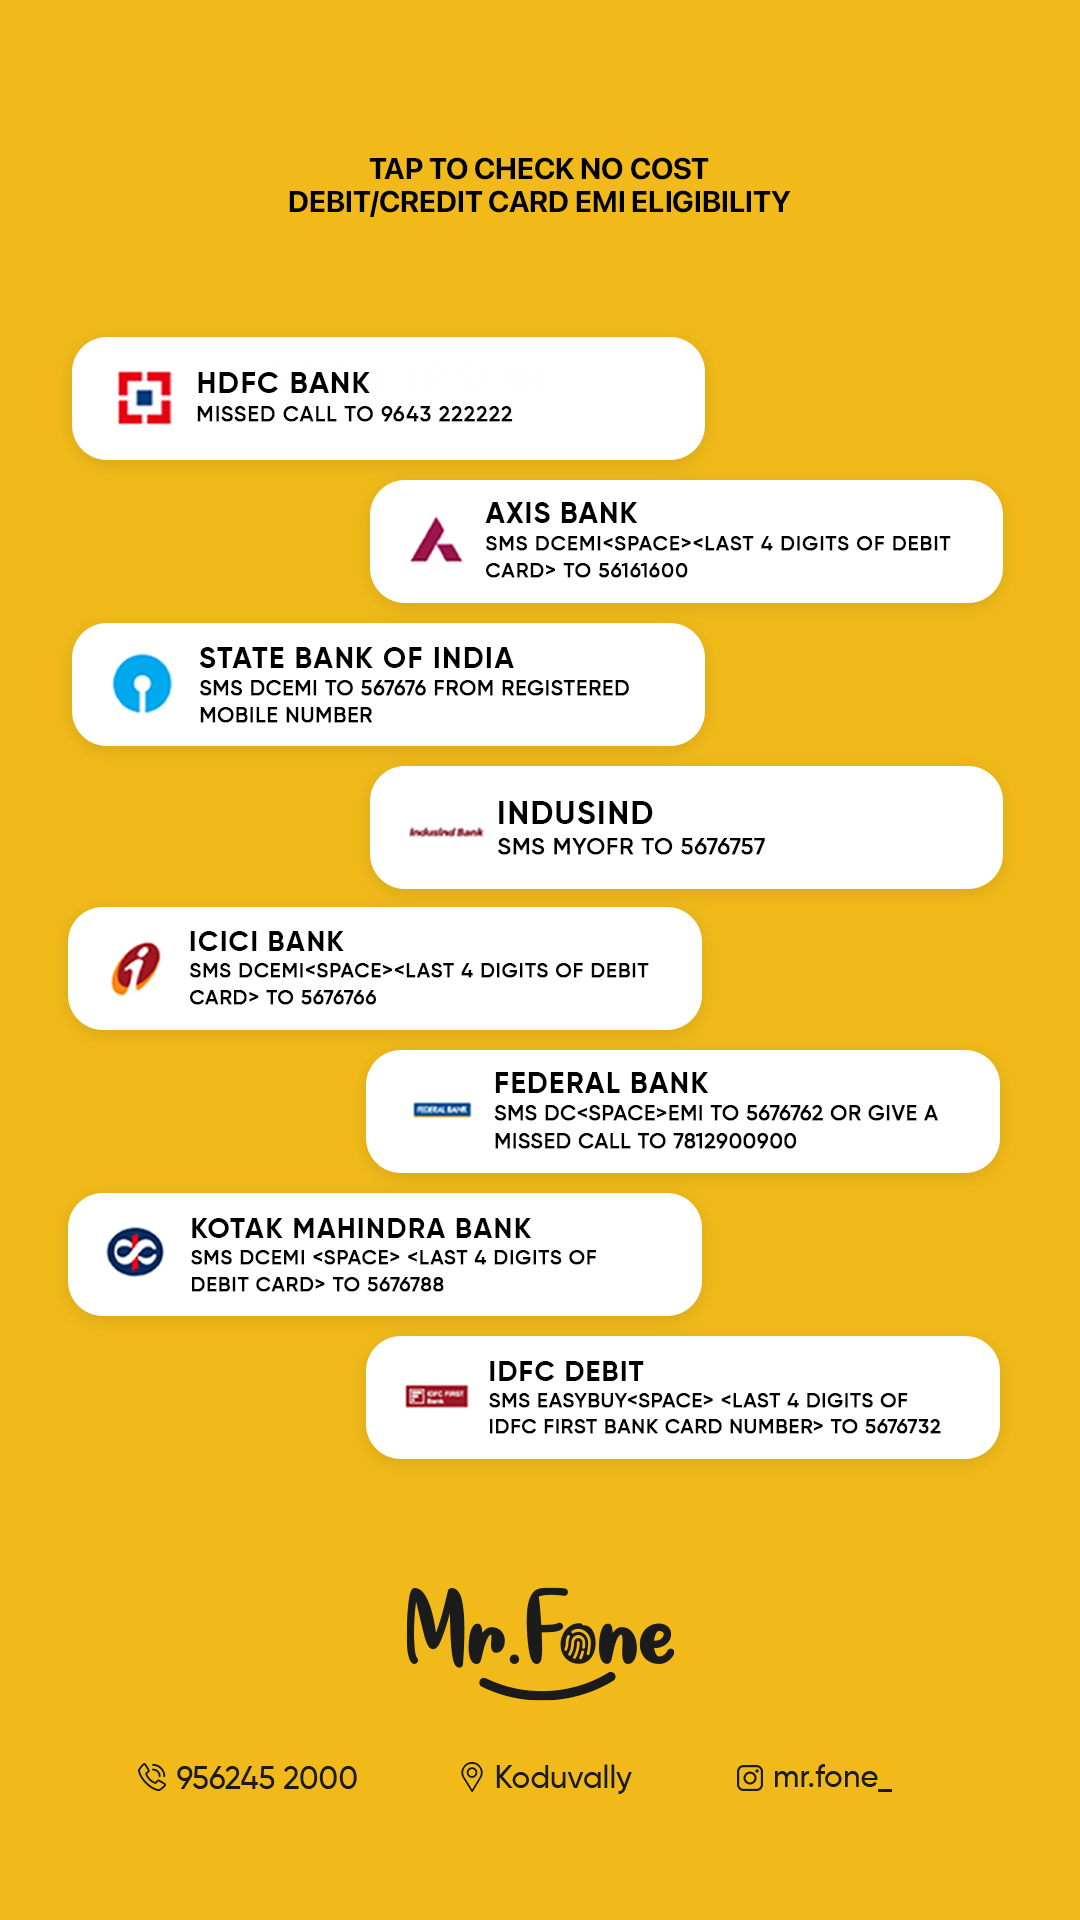 TAP TO CHECK NO COST
DEBIT/CREDIT CARD EMI ELIGIBILITY
HDFC BANK
MISSED CALL TO 9643 222222
AXIS BANK
SMS DCEMI<SPACE><LAST 4 DIGITS OF DEBIT
CARD> TO 56161600
STATE BANK OF INDIA
SMS DCEMI TO 567676 FROM REGISTERED
MOBILE NUMBER
IndusInd Bank
INDUSIND
SMS MYOFR TO 5676757
ICICI BANK
SMS DCEMI<SPACE><LAST 4 DIGITS OF DEBIT
CARD> TO 5676766
FEDERAL BANK
FEDERAL BANK
SMS DC<SPACE>EMI TO 5676762 OR GIVE A
MISSED CALL TO 7812900900
KOTAK MAHINDRA BANK
SMS DCEMI <SPACE> <LAST 4 DIGITS OF
DEBIT CARD> TO 5676788
IDFC FIRST
Bank
IDFC DEBIT
SMS EASYBUY<SPACE> <LAST 4 DIGITS OF
IDFC FIRST BANK CARD NUMBER> TO 5676732
Mr.Fone
956245 2000
Koduvally
mr.fone_